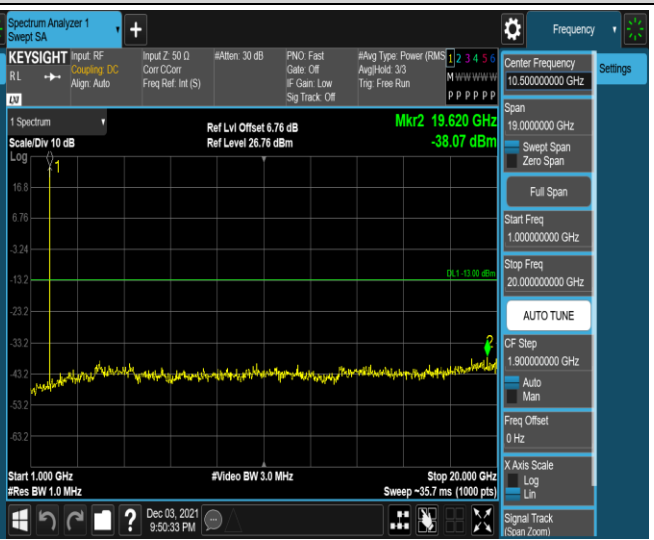 Spectrum Analyzer 1
Swept SA
+
Frequency
KEYSIGHT
RL
LXI
Input: RF
Coupling: DC
Align: Auto
Input Z: 50 Ω
Corr CCorr
Freq Ref: Int (S)
#Atten: 30 dB
PNO: Fast
Gate: Off
IF Gain: Low
Sig Track: Off
#Avg Type: Power (RMS
Avg|Hold: 3/3
Trig: Free Run
1 2 3 4 5 6
M W W W W W
P P P P P P
1 Spectrum
Scale/Div 10 dB
Ref Lvl Offset 6.76 dB
Ref Level 26.76 dBm
Mkr2 19.620 GHz
-38.07 dBm
Log
1
16.8
6.76
-3.24
-13.2
DL1 -13.00 dBm
-23.2
-33.2
2
-43.2
-53.2
-63.2
Start 1.000 GHz
#Res BW 1.0 MHz
#Video BW 3.0 MHz
Stop 20.000 GHz
Sweep ~35.7 ms (1000 pts)
?
Dec 03, 2021
9:50:33 PM
Center Frequency
10.500000000 GHz
Settings
Span
19.0000000 GHz
Swept Span
Zero Span
Full Span
Start Freq
1.000000000 GHz
Stop Freq
20.000000000 GHz
AUTO TUNE
CF Step
1.900000000 GHz
Auto
Man
Freq Offset
0 Hz
X Axis Scale
Log
Lin
Signal Track
(Span Zoom)